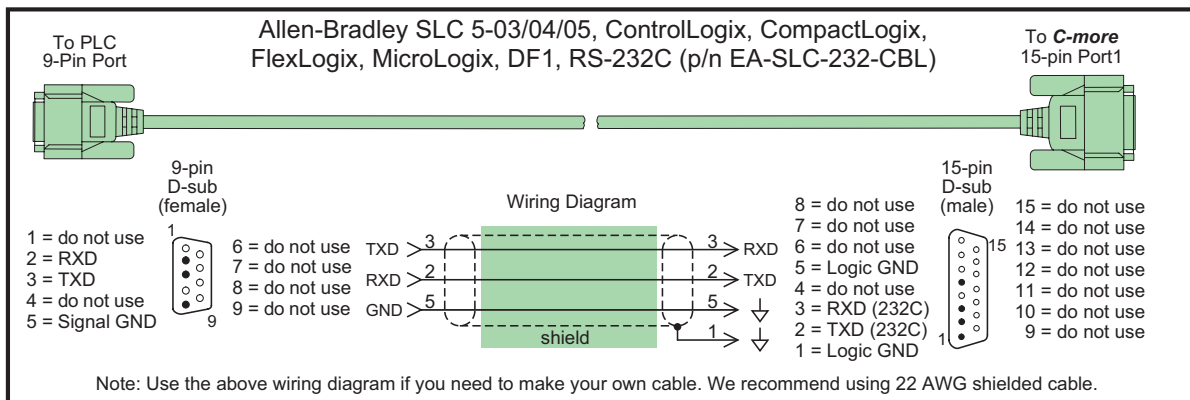 Allen-Bradley SLC 5-03/04/05, ControlLogix, CompactLogix,
FlexLogix, MicroLogix, DF1, RS-232C (p/n EA-SLC-232-CBL)
To PLC
9-Pin Port
To C-more
15-pin Port1
9-pin
D-sub
(female)
1 = do not use
2 = RXD
3 = TXD
4 = do not use
5 = Signal GND
1
9
6 = do not use
7 = do not use
8 = do not use
9 = do not use
Wiring Diagram
TXD 3 3 RXD
RXD 2 2 TXD
GND 5 5
1
shield
8 = do not use
7 = do not use
6 = do not use
5 = Logic GND
4 = do not use
3 = RXD (232C)
2 = TXD (232C)
1 = Logic GND
15-pin
D-sub
(male)
15
1
15 = do not use
14 = do not use
13 = do not use
12 = do not use
11 = do not use
10 = do not use
9 = do not use
Note: Use the above wiring diagram if you need to make your own cable. We recommend using 22 AWG shielded cable.